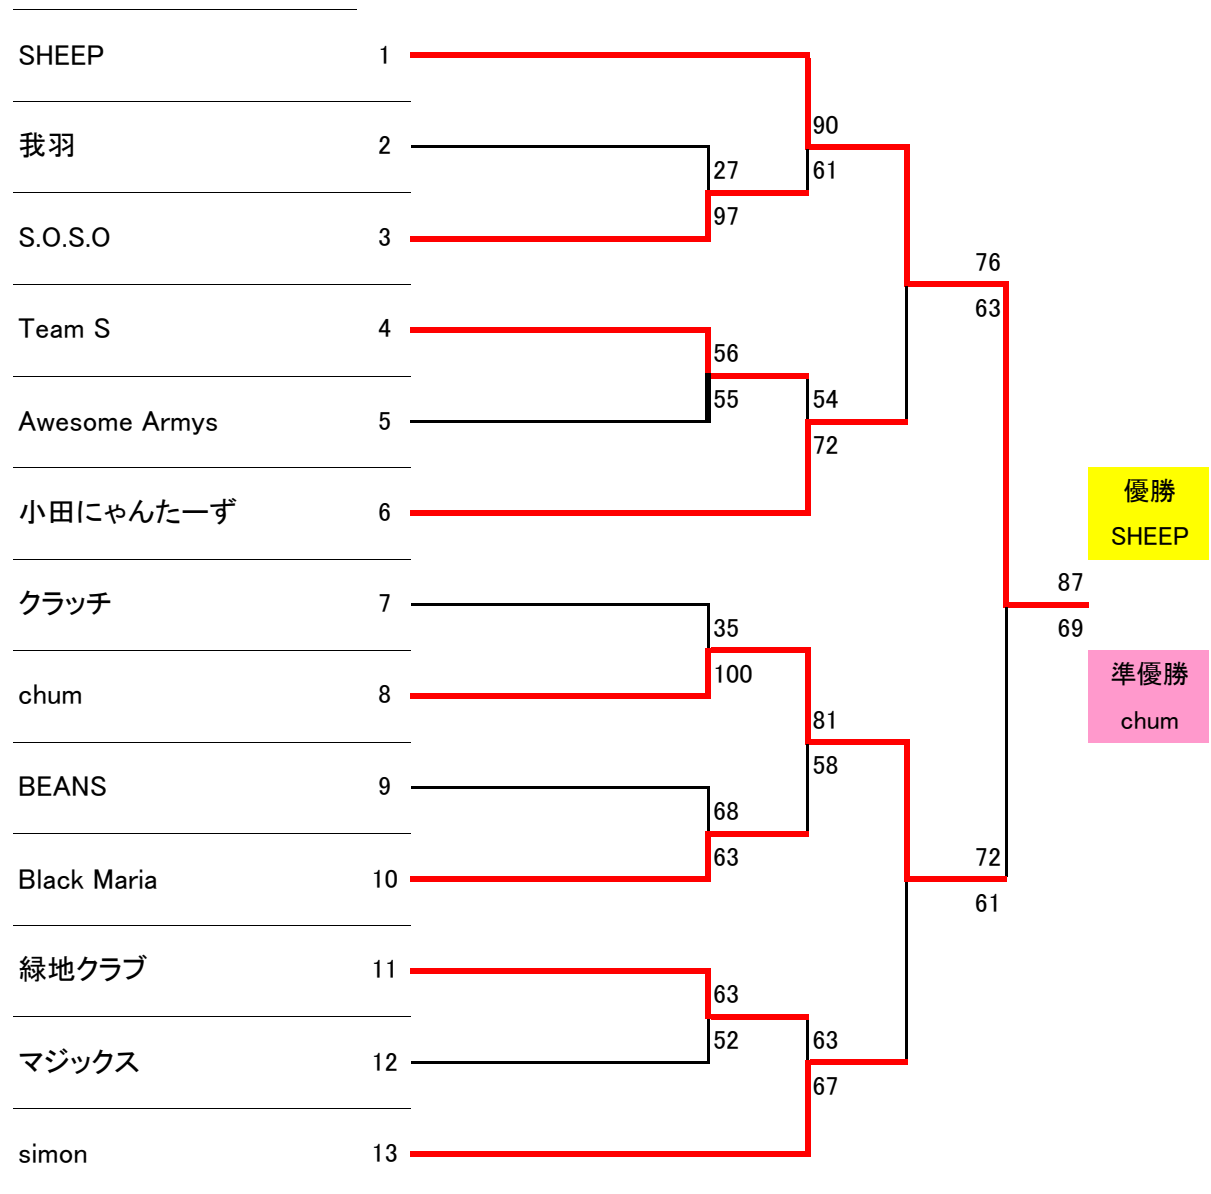 SHEEP 1
90
我羽 2
27 61
97
S.O.S.O 3
76
63
Team S 4
56
55 54
Awesome Armys 5
72
優勝
小田にゃんたーず 6
SHEEP
87
クラッチ 7
35 69
100 準優勝
chum 8
81 chum
58
BEANS 9
68
63 72
Black Maria 10
61
緑地クラブ 11
63
52 63
マジックス 12
67
simon 13